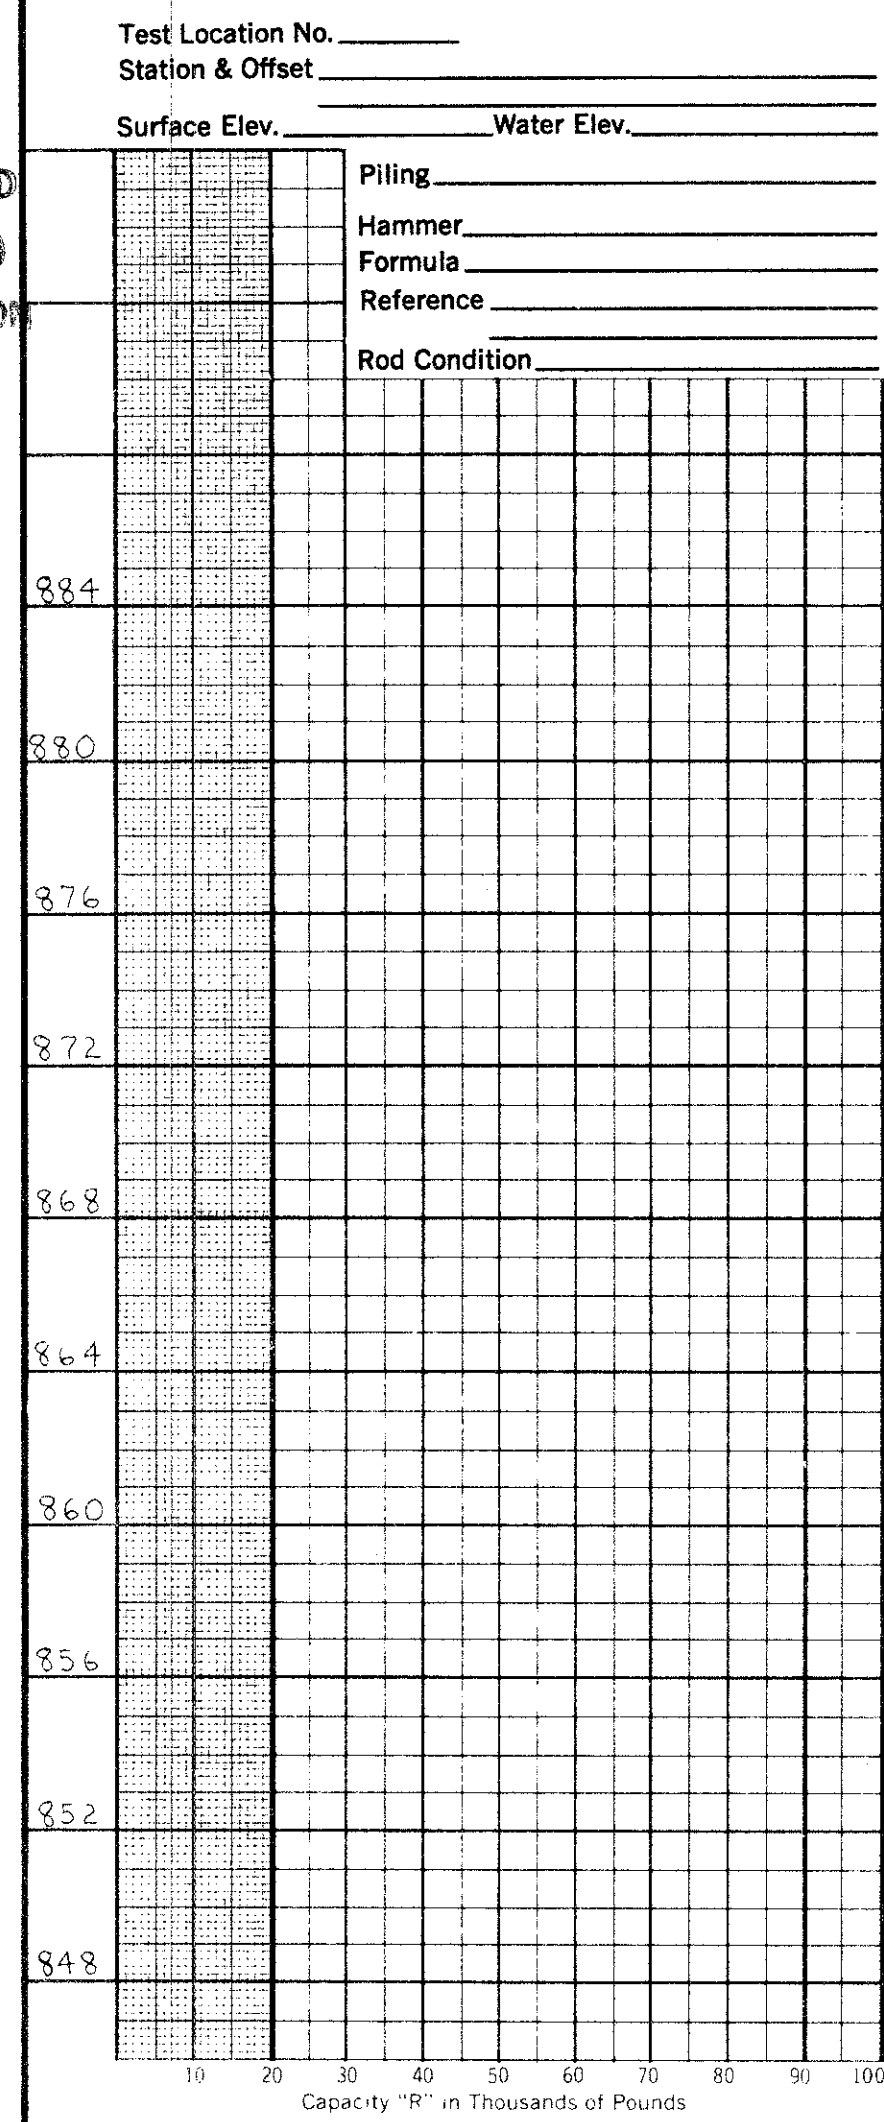 Test Location No.
Station & Offset
Surface Elev. Water Elev.
Piling
Hammer
Formula
Reference
Rod Condition
884
880
876
872
868
864
860
856
852
848
10 20 30 40 50 60 70 80 90 100
Capacity "R" in Thousands of Pounds